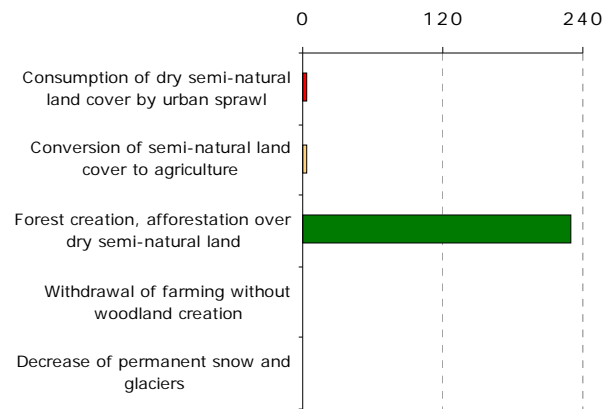 0 120 240
Consumption of dry semi-natural
land cover by urban sprawl
Conversion of semi-natural land
cover to agriculture
Forest creation, afforestation over
dry semi-natural land
Withdrawal of farming without
woodland creation
Decrease of permanent snow and
glaciers